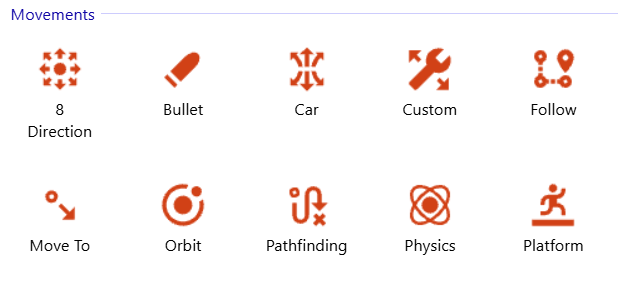 Movements
8
Direction
Bullet
Car
Custom
Follow
Move To
Orbit
Pathfinding
Physics
Platform